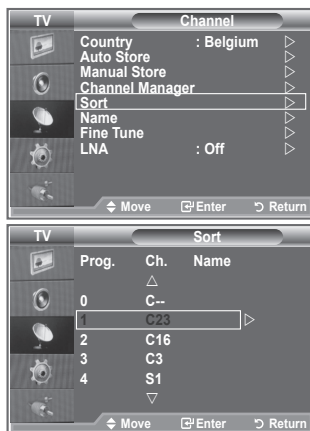 TV Channel
Country : Belgium
Auto Store
Manual Store
Channel Manager
Sort
Name
Fine Tune
LNA : Off
Move Enter Return
TV Sort
Prog. Ch. Name
0 C--
1 C23
2 C16
3 C3
4 S1
Move Enter Return